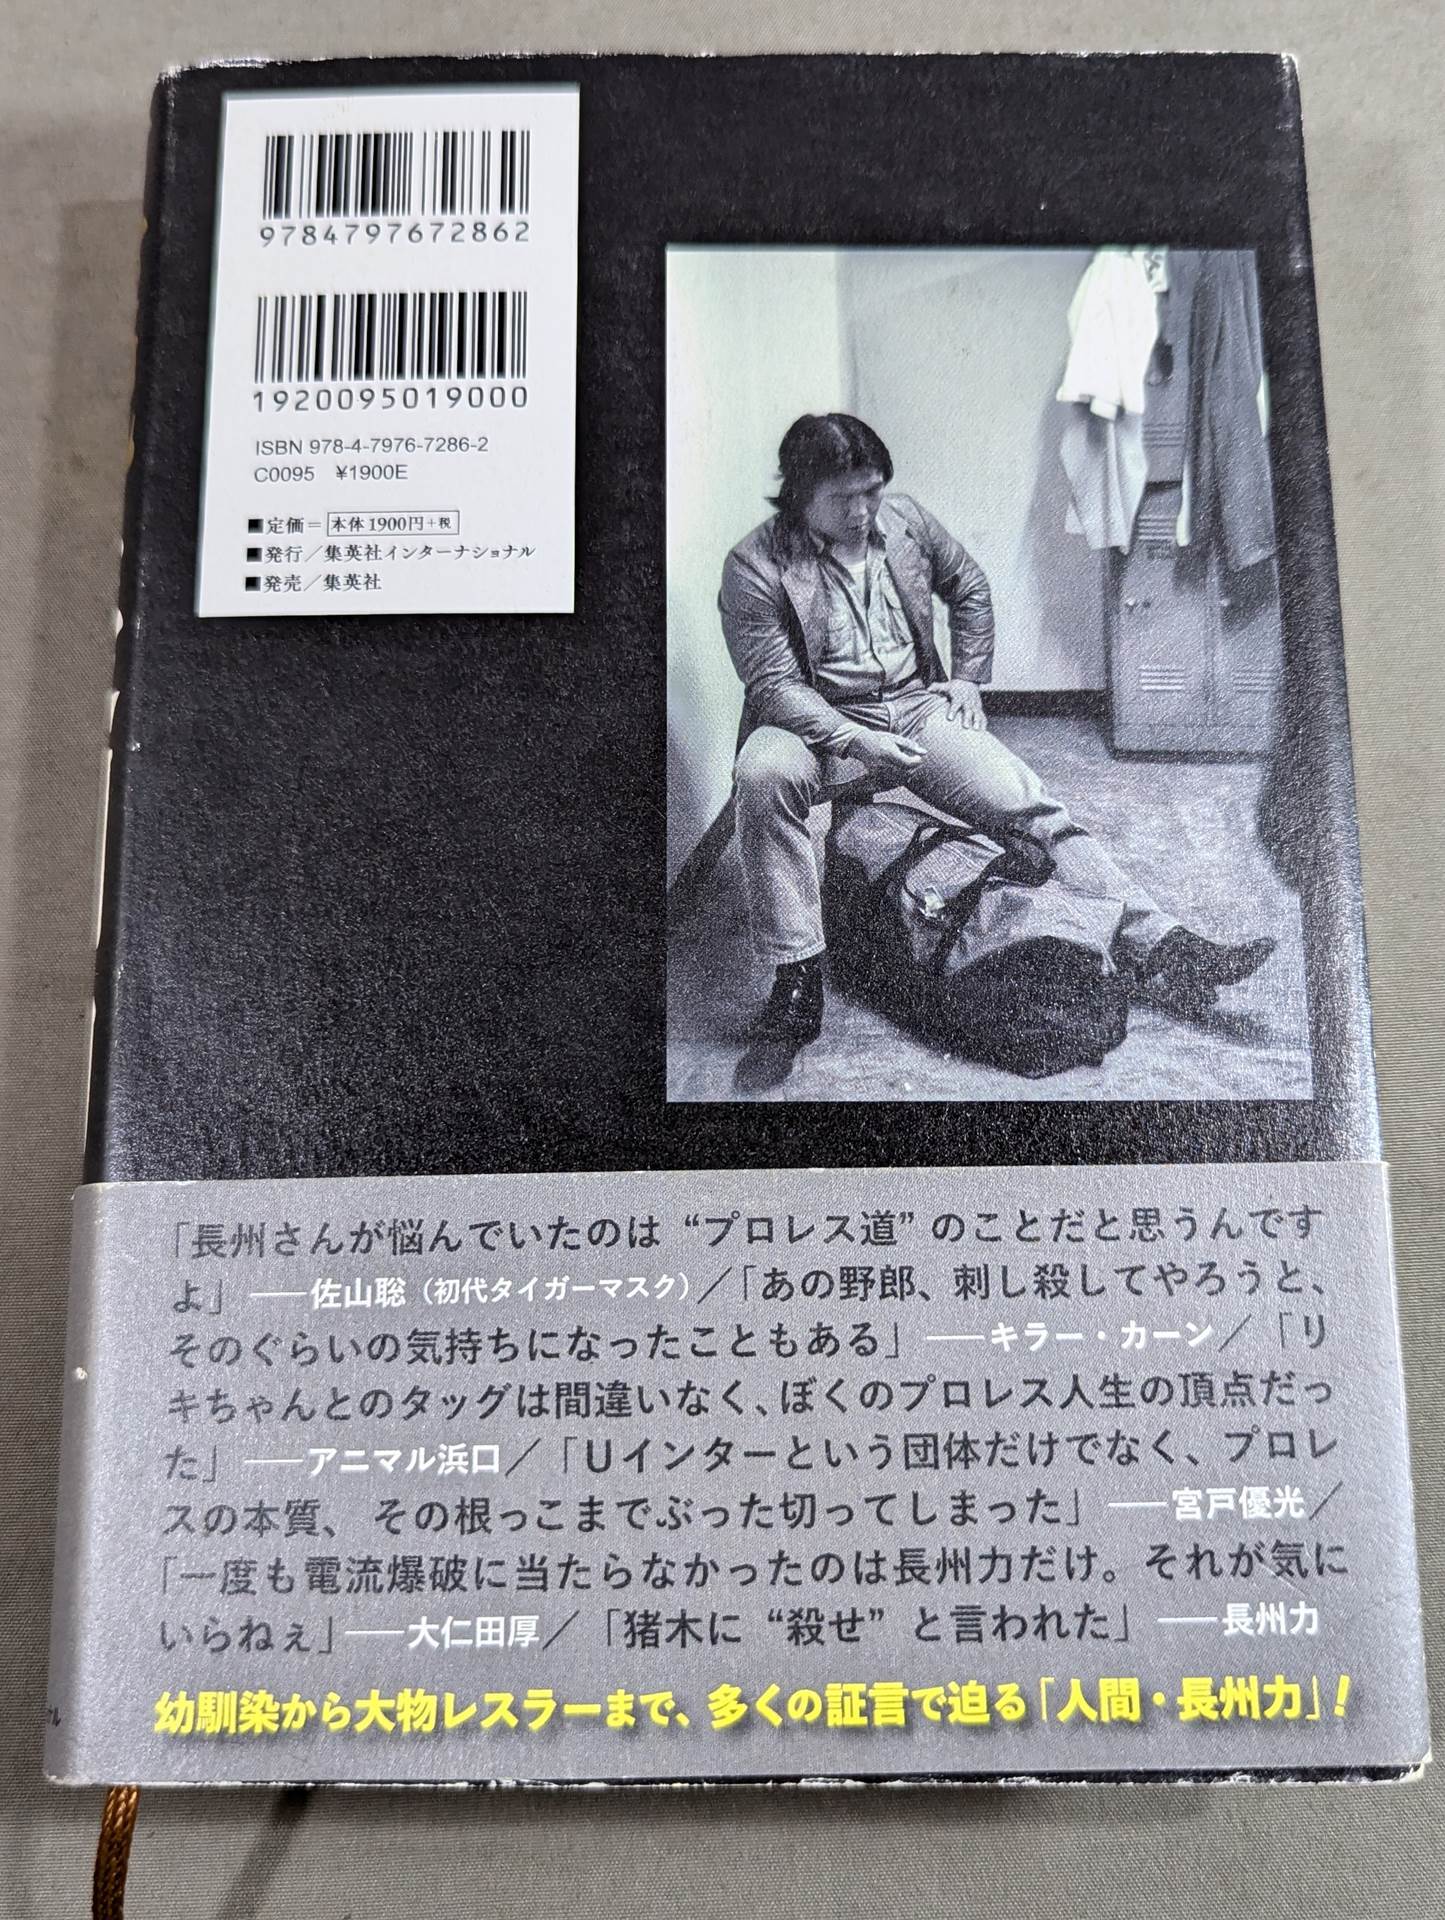 9784797672862
1920095019000
ISBN 978-4-7976-7286-2
C0095 ¥1900E
■定価＝本体1900円+税
■発行／集英社インターナショナル
■発売／集英社
「長州さんが悩んでいたのは“プロレス道”のことだと思うんです
よ」――佐山聡（初代タイガーマスク）／「あの野郎、刺し殺してやろうと、
そのぐらいの気持ちになったこともある」――キラー・カーン／「リ
キちゃんとのタッグは間違いなく、ぼくのプロレス人生の頂点だっ
た」――アニマル浜口／「Uインターという団体だけでなく、プロレ
スの本質、その根っこまでぶった切ってしまった」――宮戸優光／
「一度も電流爆破に当たらなかったのは長州力だけ。それが気に
いらねぇ」――大仁田厚／「猪木に“殺せ”と言われた」――長州力
幼馴染から大物レスラーまで、多くの証言で迫る「人間・長州力」！